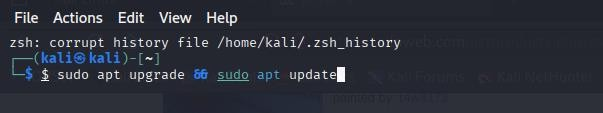 File Actions Edit View Help
zsh: corrupt history file /home/kali/.zsh_history
┌──(kali㉿kali)-[~]
└─$ $ sudo apt upgrade && sudo apt update